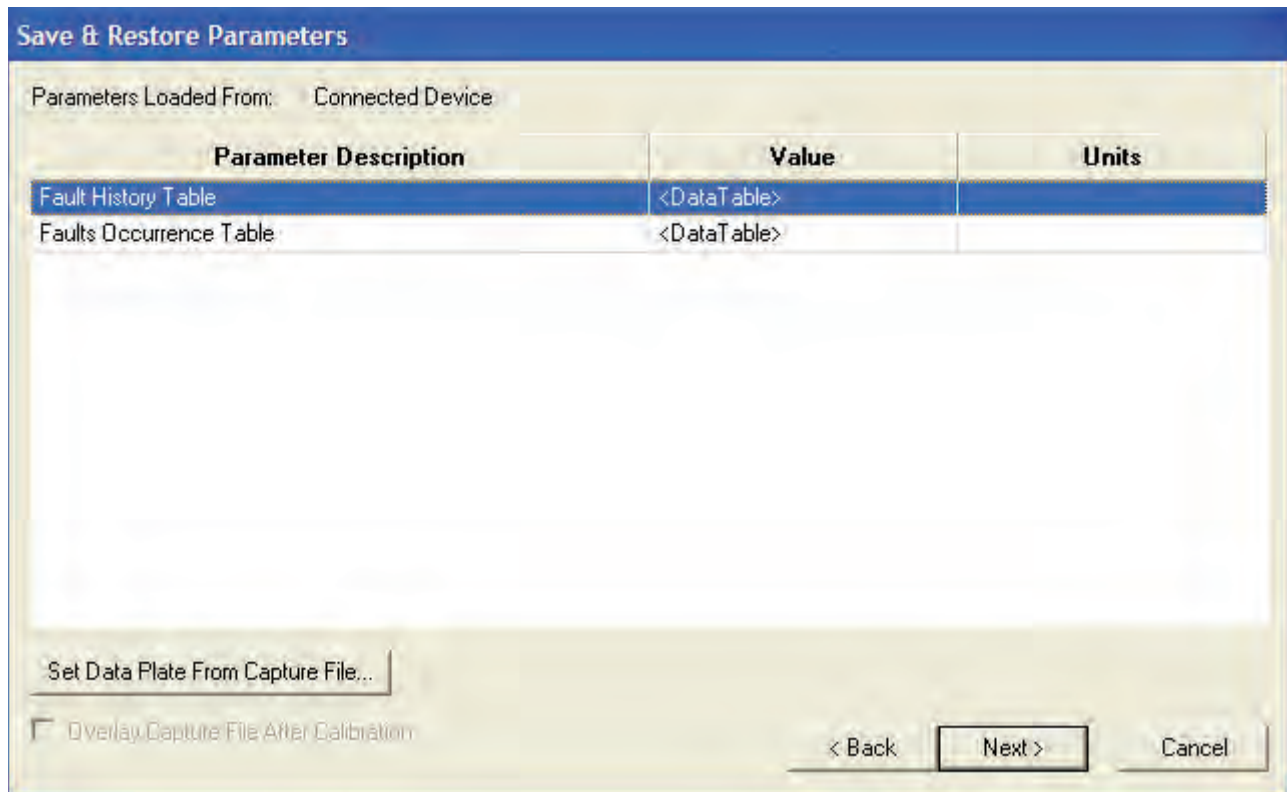 Save & Restore Parameters
Parameters Loaded From: Connected Device
Parameter Description Value Units
Fault History Table <DataTable>
Faults Occurrence Table <DataTable>
Set Data Plate From Capture File...
Overlay Capture File After Calibration
< Back Next > Cancel